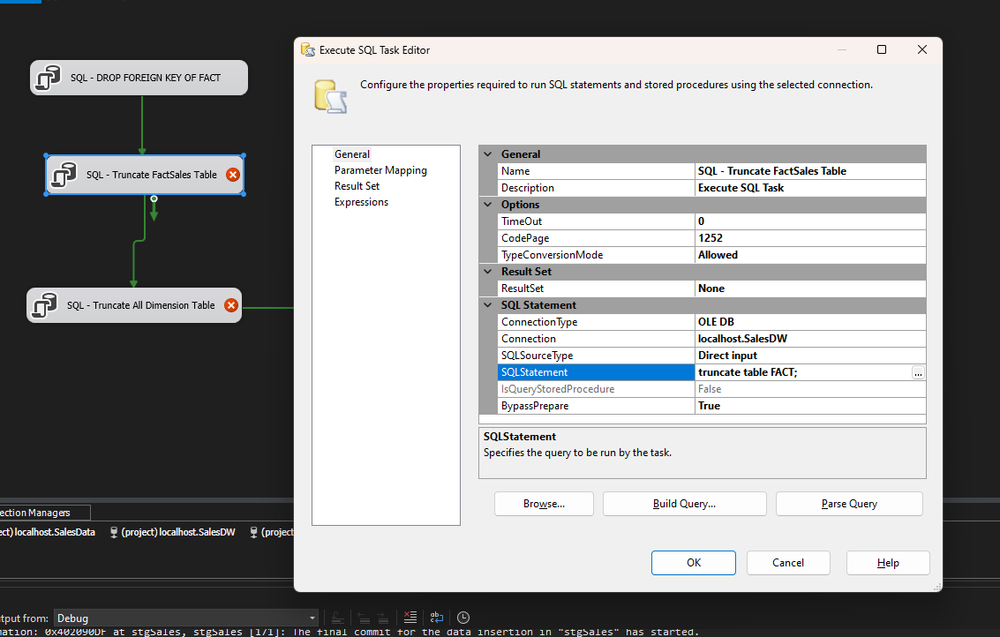 SQL - DROP FOREIGN KEY OF FACT
SQL - Truncate FactSales Table
SQL - Truncate All Dimension Table
Execute SQL Task Editor
Configure the properties required to run SQL statements and stored procedures using the selected connection.
General
Parameter Mapping
Result Set
Expressions
General
Name SQL - Truncate FactSales Table
Description Execute SQL Task
Options
TimeOut 0
CodePage 1252
TypeConversionMode Allowed
Result Set
ResultSet None
SQL Statement
ConnectionType OLE DB
Connection localhost.SalesDW
SQLSourceType Direct input
SQLStatement truncate table FACT; ...
IsQueryStoredProcedure False
BypassPrepare True
SQLStatement
Specifies the query to be run by the task.
Browse... Build Query... Parse Query
OK Cancel Help
ection Managers
ect) localhost.SalesData (project) localhost.SalesDW (project
tput from: Debug
mation: 0x402090DF at stgSales, stgSales [171]: The final commit for the data insertion in "stgSales" has started.